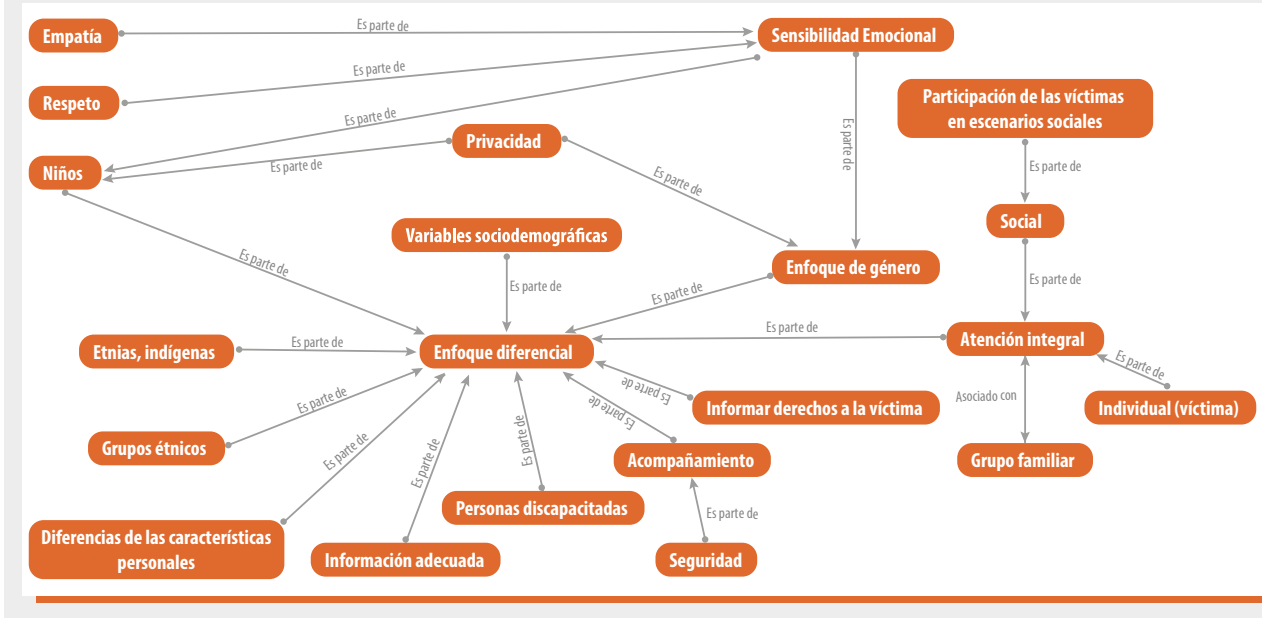 Empatía
Es parte de
Sensibilidad Emocional
Es parte de
Respeto
Es parte de
Participación de las víctimas
en escenarios sociales
Es parte de
Privacidad
Es parte de
Es parte de
Niños
Es parte de
Es parte de
Social
Variables sociodemográficas
Es parte de
Enfoque de género
Es parte de
Es parte de
Es parte de
Es parte de
Etnias, indígenas
Es parte de
Enfoque diferencial
Es parte de
Atención integral
Es parte de
Es parte de
Es parte de
Asociado con
Es parte de
Informar derechos a la víctima
Individual (víctima)
Grupos étnicos
Es parte de
Es parte de
Es parte de
Acompañamiento
Grupo familiar
Personas discapacitadas
Es parte de
Diferencias de las características
personales
Información adecuada
Seguridad